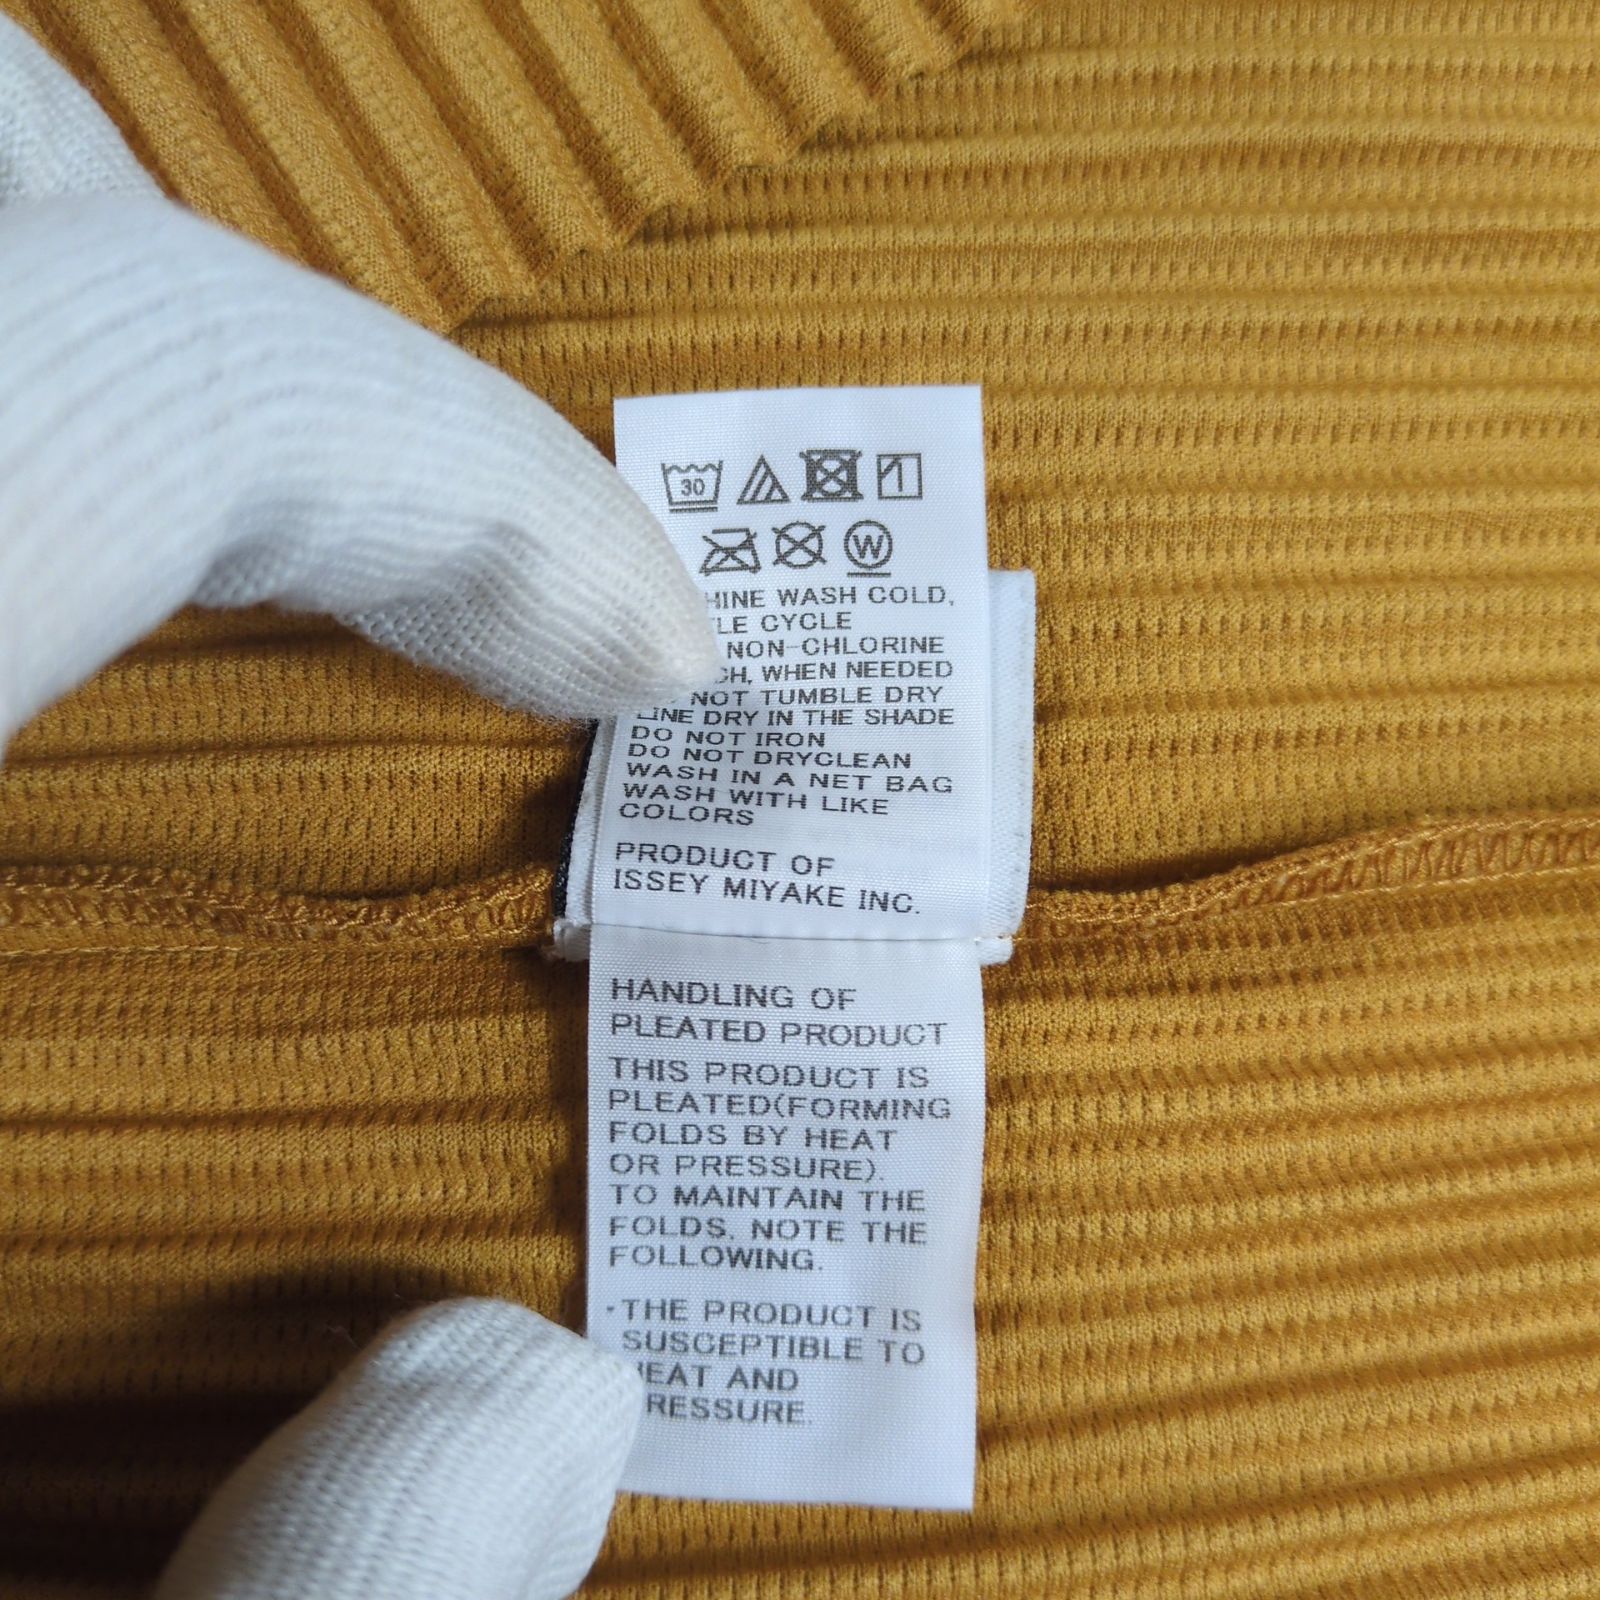 30
W
HINE WASH COLD,
LE CYCLE
NON-CHLORINE
CH, WHEN NEEDED
NOT TUMBLE DRY
LINE DRY IN THE SHADE
DO NOT IRON
DO NOT DRYCLEAN
WASH IN A NET BAG
WASH WITH LIKE
COLORS
PRODUCT OF
ISSEY MIYAKE INC.
HANDLING OF
PLEATED PRODUCT
THIS PRODUCT IS
PLEATED(FORMING
FOLDS BY HEAT
OR PRESSURE).
TO MAINTAIN THE
FOLDS, NOTE THE
FOLLOWING.
・THE PRODUCT IS
SUSCEPTIBLE TO
HEAT AND
RESSURE.